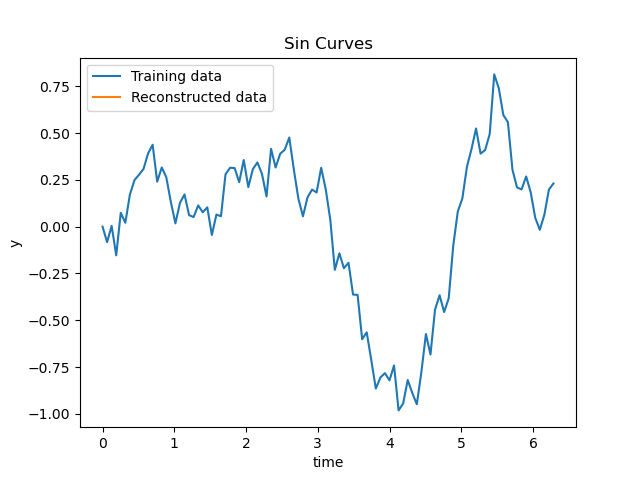 Sin Curves
Training data
Reconstructed data
0.75
0.50
0.25
0.00
−0.25
−0.50
−0.75
−1.00
y
0 1 2 3 4 5 6
time